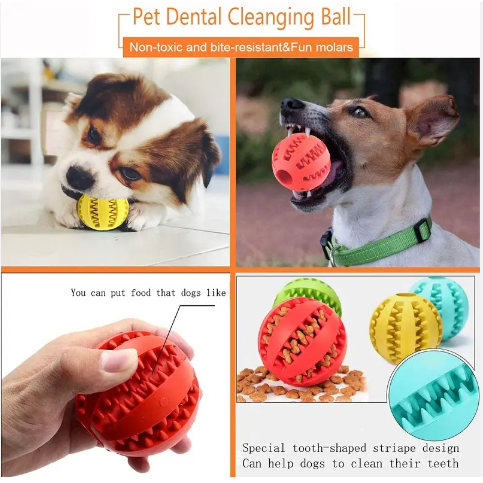 Pet Dental Cleanging Ball
Non-toxic and bite-resistant&Fun molars
You can put food that dogs like
Special tooth-shaped striape design
Can help dogs to clean their teeth